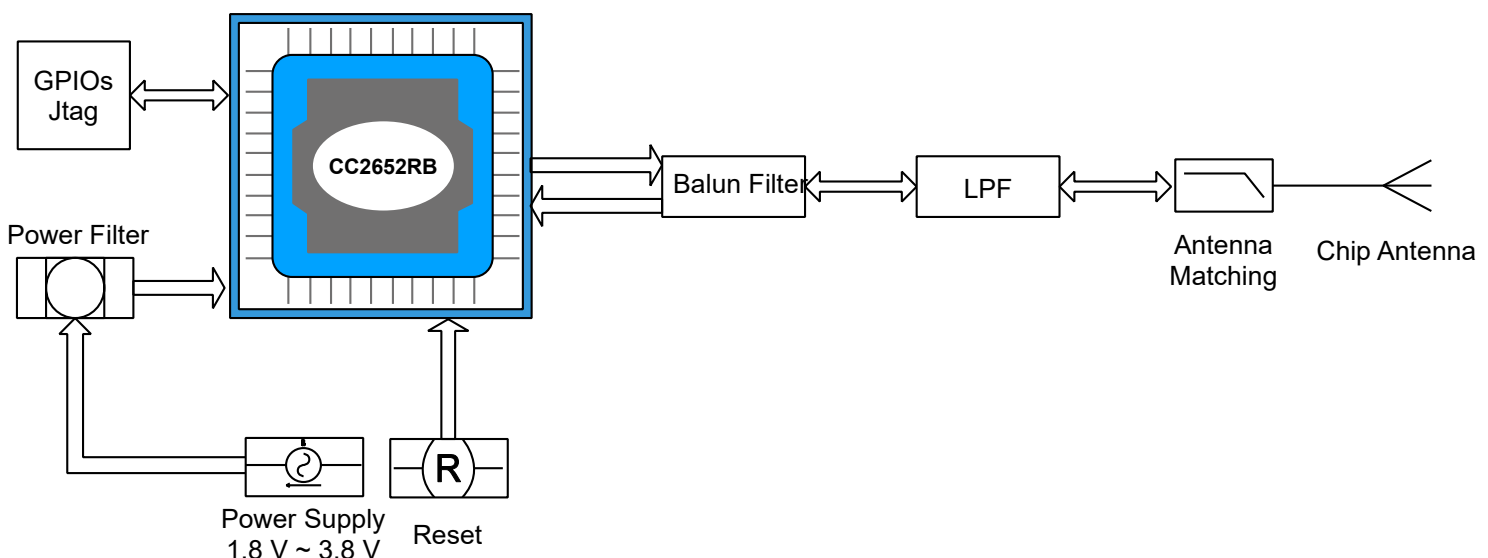 GPIOs
Jtag
CC2652RB
Balun Filter
LPF
Antenna
Matching
Chip Antenna
Power Filter
R
Power Supply
1.8 V ~ 3.8 V
Reset